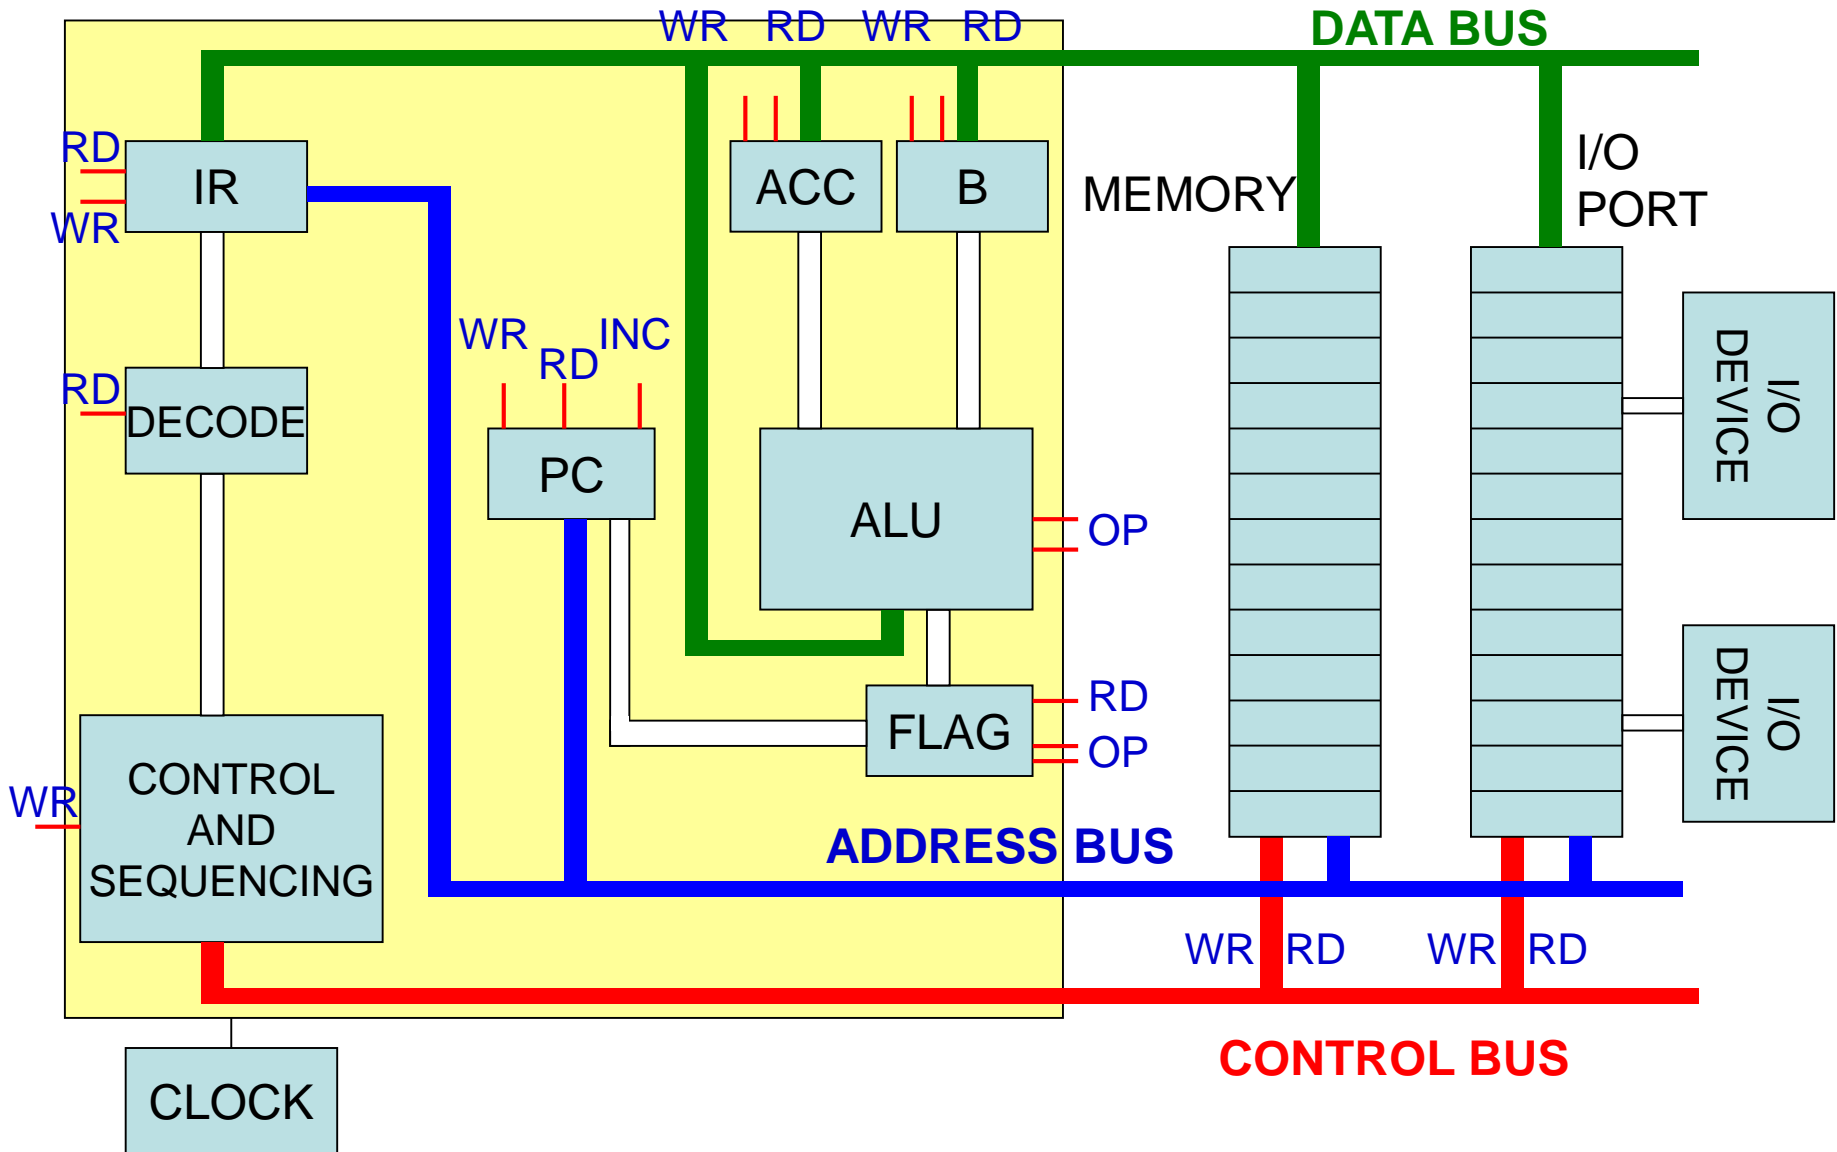 WR RD WR RD
DATA BUS
RD
IR
WR
ACC
B
MEMORY
I/O
PORT
WR
RD
INC
RD
DECODE
PC
ALU
OP
I/O
DEVICE
RD
FLAG
OP
I/O
DEVICE
WR
CONTROL
AND
SEQUENCING
ADDRESS BUS
WR RD
WR RD
CONTROL BUS
CLOCK